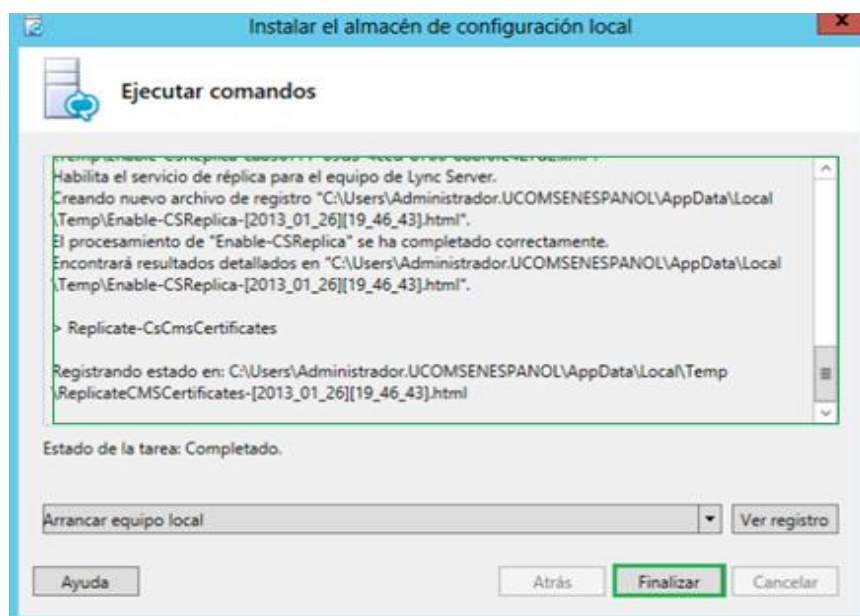 Instalar el almacén de configuración local
x
Ejecutar comandos
Habilita el servicio de réplica para el equipo de Lync Server.
Creando nuevo archivo de registro "C:\Users\Administrador.UCOMSENESPANOL\AppData\Local
\Temp\Enable-CSReplica-[2013_01_26][19_46_43].html".
El procesamiento de "Enable-CSReplica" se ha completado correctamente.
Encontrará resultados detallados en "C:\Users\Administrador.UCOMSENESPANOL\AppData\Local
\Temp\Enable-CSReplica-[2013_01_26][19_46_43].html".
> Replicate-CsCmsCertificates
Registrando estado en: C:\Users\Administrador.UCOMSENESPANOL\AppData\Local\Temp
\ReplicateCMSCertificates-[2013_01_26][19_46_43].html
Estado de la tarea: Completado.
Arrancar equipo local
Ver registro
Ayuda
Atrás
Finalizar
Cancelar